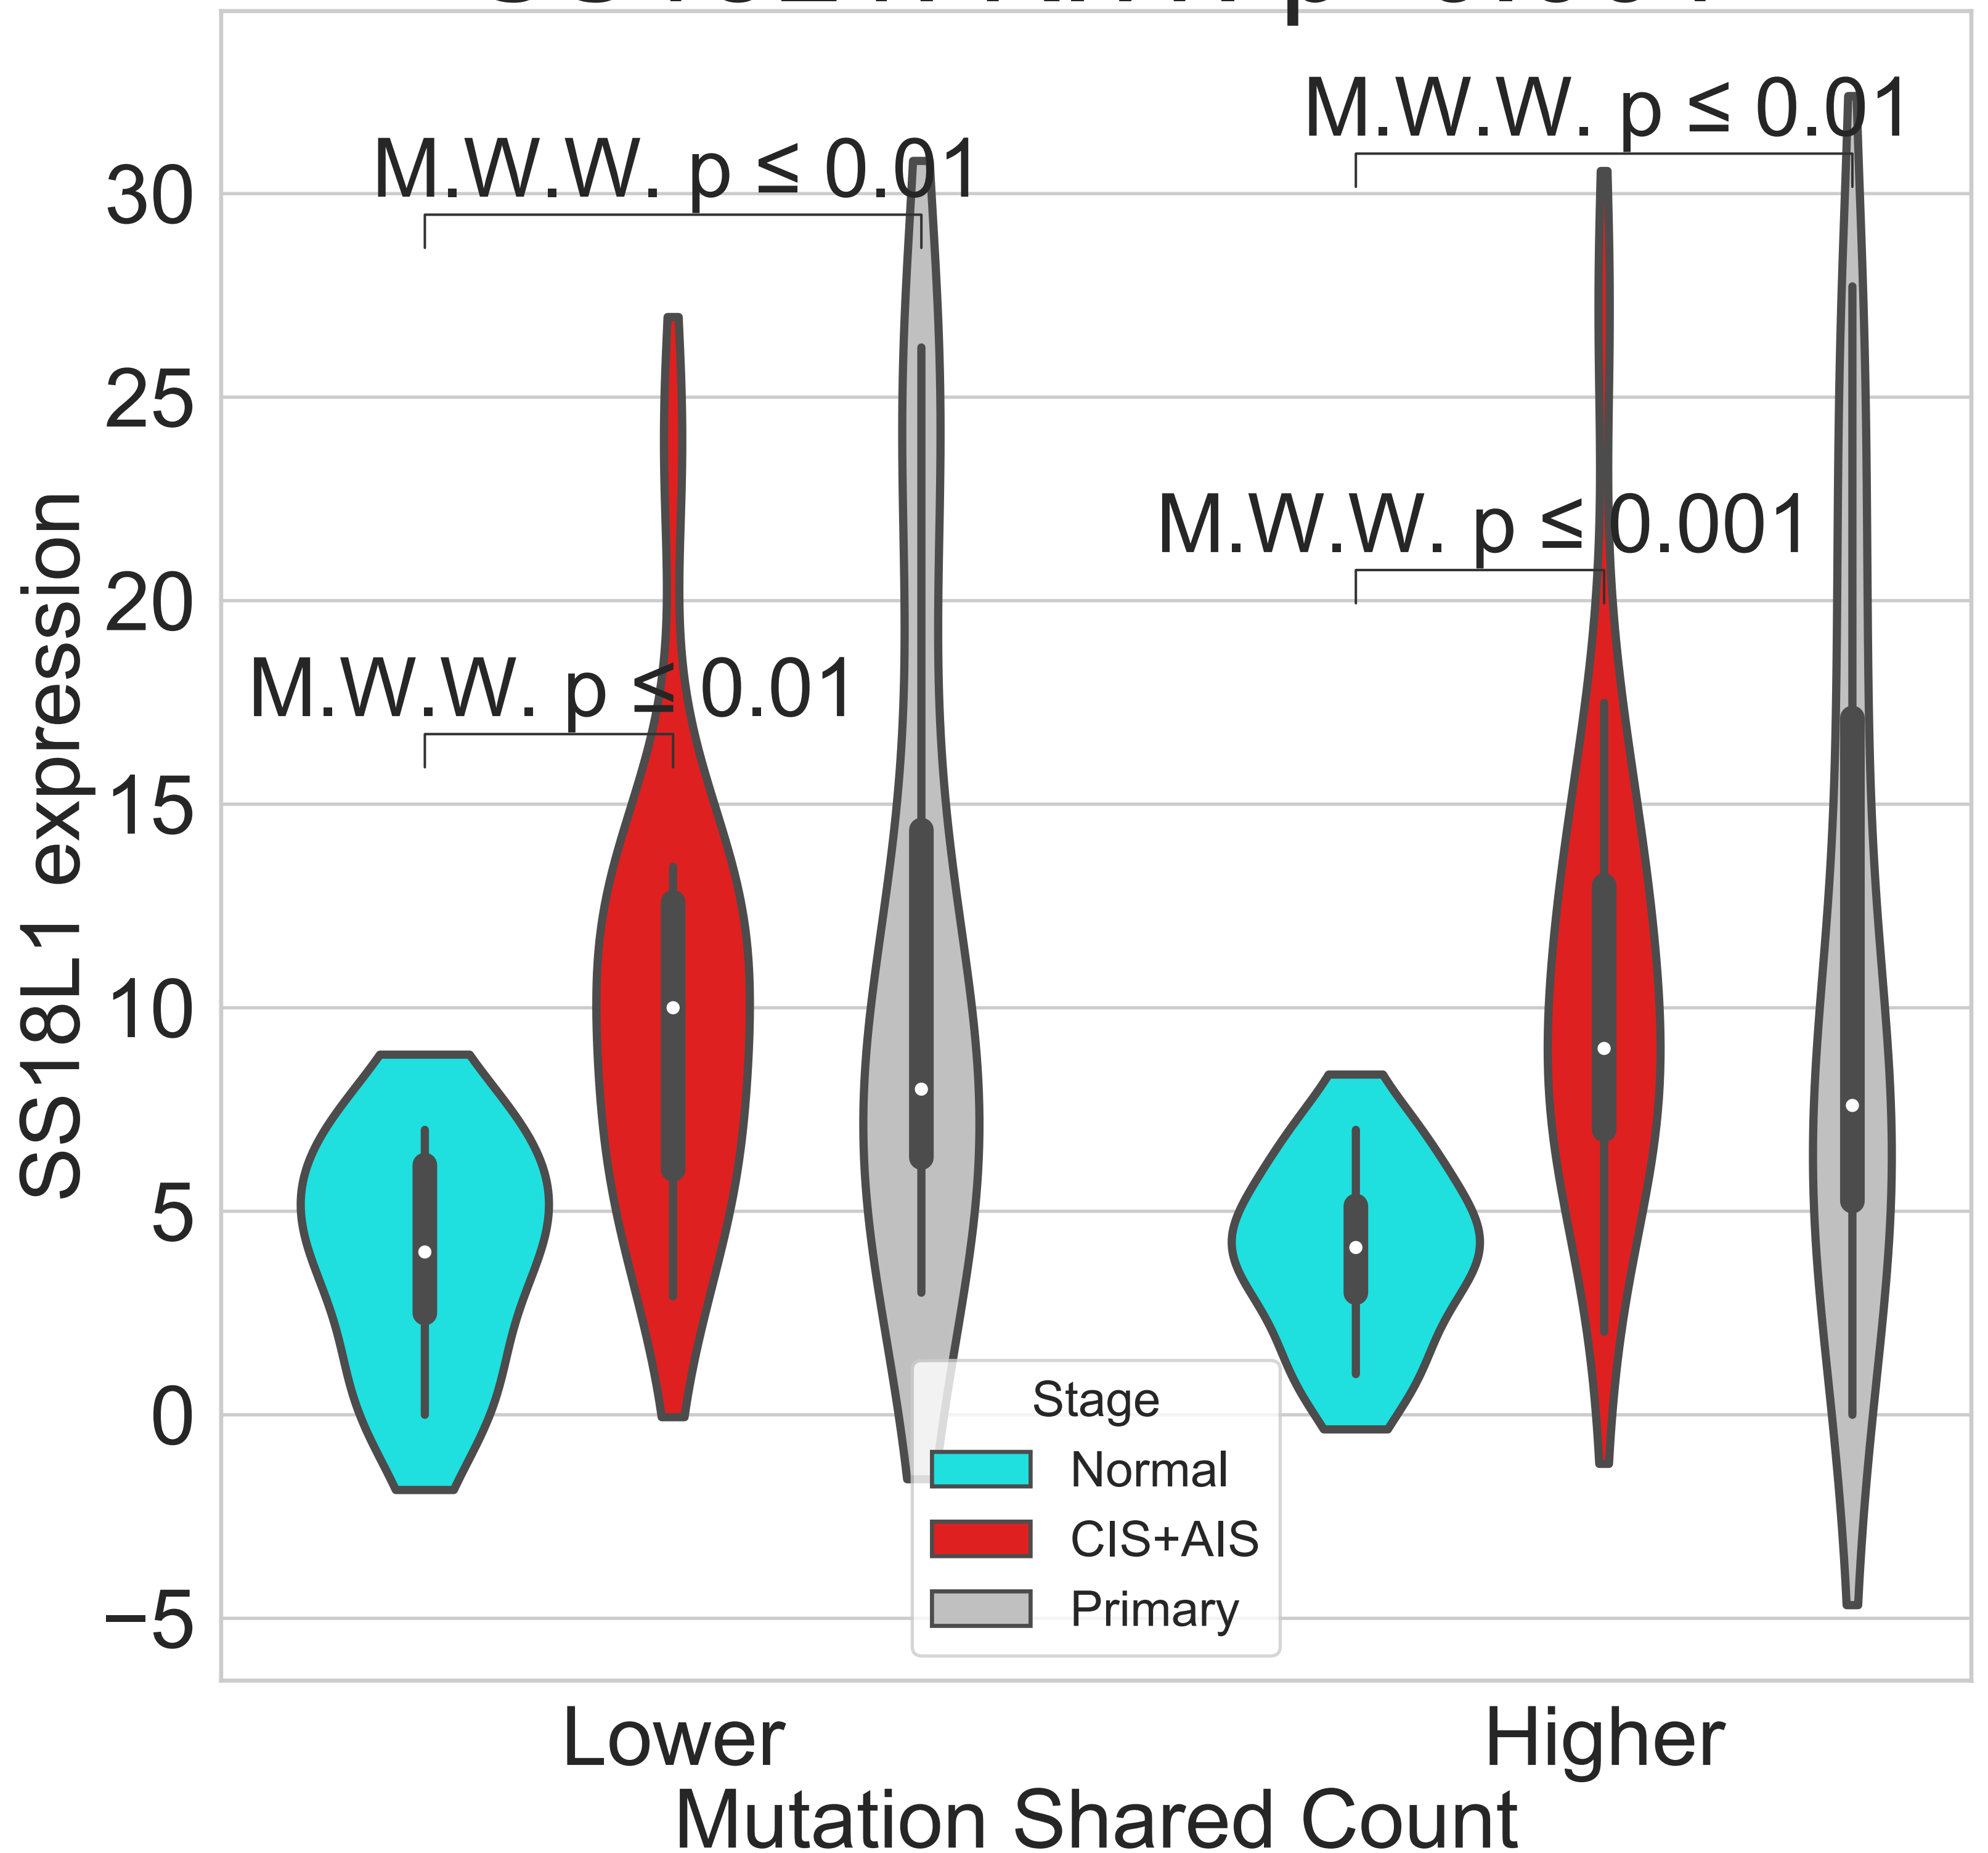 M.W.W. p ≤ 0.01
M.W.W. p ≤ 0.01
M.W.W. p ≤ 0.001
M.W.W. p ≤ 0.01
30
25
20
15
10
5
0
−5
SS18L1 expression
Stage
Normal
CIS+AIS
Primary
Lower
Higher
Mutation Shared Count